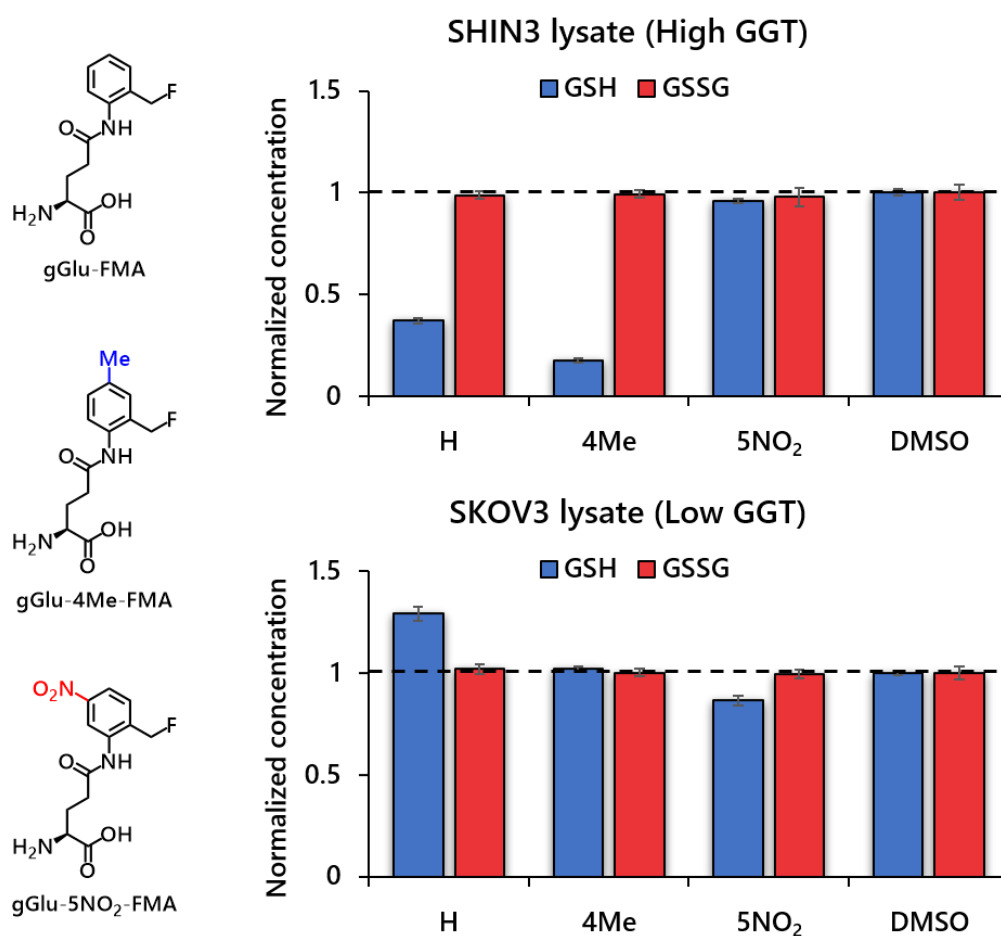 F
O
NH
OH
H₂N
O
gGlu-FMA
Me
F
O
NH
OH
H₂N
O
gGlu-4Me-FMA
O₂N
F
O
NH
OH
H₂N
O
gGlu-5NO₂-FMA
SHIN3 lysate (High GGT)
GSH GSSG
Normalized concentration
1.5
1
0.5
0
H 4Me 5NO₂ DMSO
SKOV3 lysate (Low GGT)
GSH GSSG
Normalized concentration
1.5
1
0.5
0
H 4Me 5NO₂ DMSO